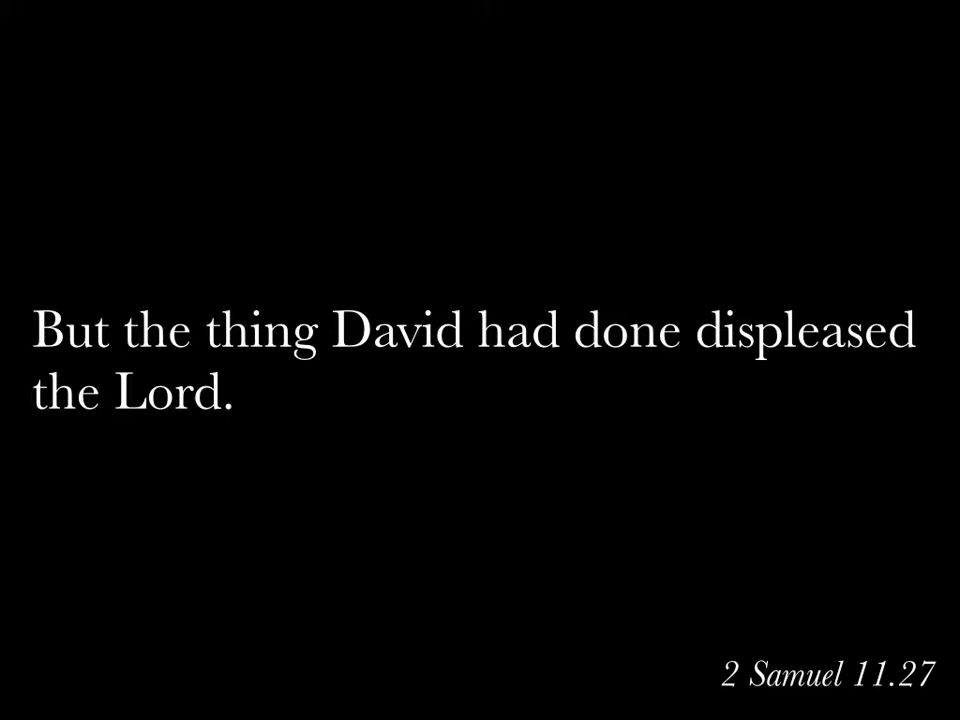 But the thing David had done displeased
the Lord.
2 Samuel 11.27